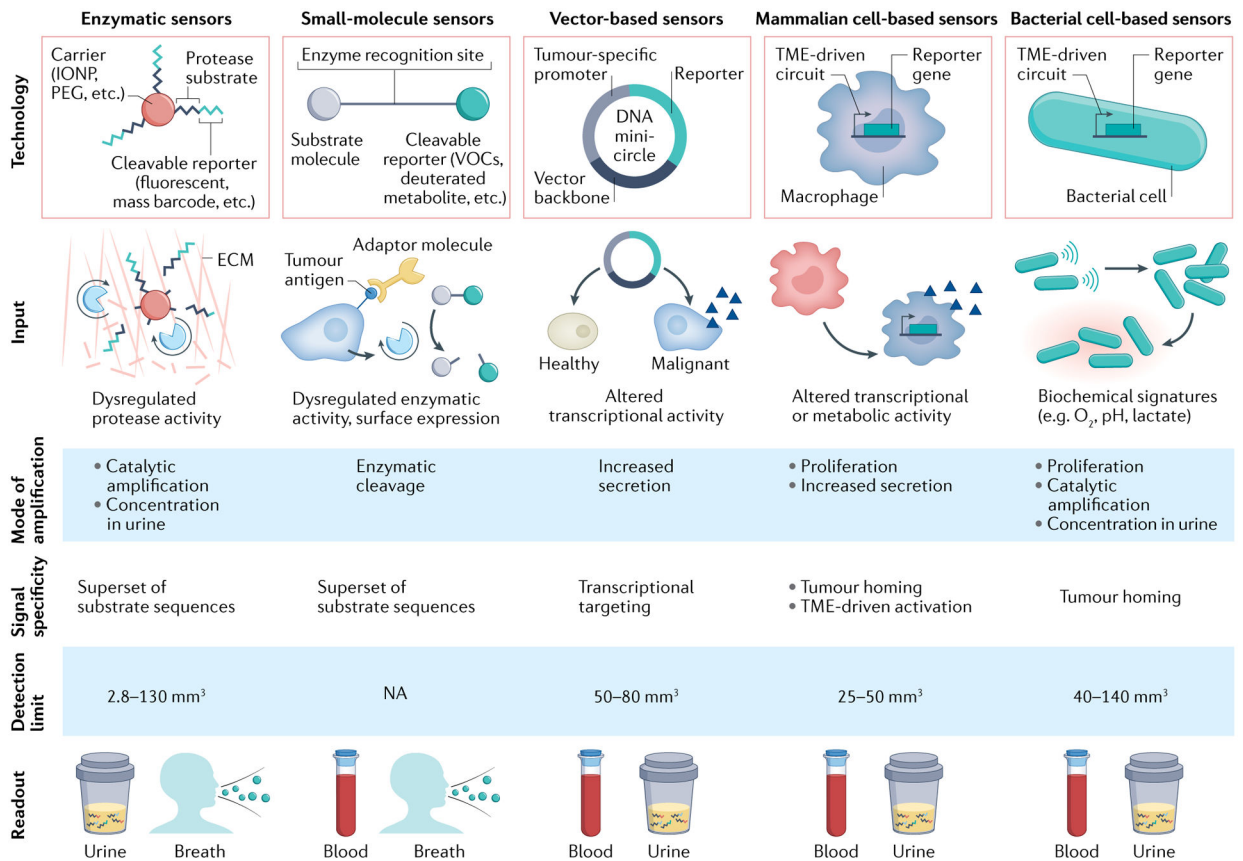 Enzymatic sensors
Small-molecule sensors
Vector-based sensors
Mammalian cell-based sensors
Bacterial cell-based sensors
Technology
Carrier
(IONP,
PEG, etc.)
Protease
substrate
Cleavable reporter
(fluorescent,
mass barcode, etc.)
Enzyme recognition site
Substrate
molecule
Cleavable
reporter (VOCs,
deuterated
metabolite, etc.)
Tumour-specific
promoter
Reporter
DNA
mini-
circle
Vector
backbone
TME-driven
circuit
Reporter
gene
Macrophage
TME-driven
circuit
Reporter
gene
Bacterial cell
Input
ECM
Dysregulated
protease activity
Adaptor molecule
Tumour
antigen
Dysregulated enzymatic
activity, surface expression
Healthy
Malignant
Altered
transcriptional activity
Altered transcriptional
or metabolic activity
Biochemical signatures
(e.g. O₂, pH, lactate)
Mode of
amplification
• Catalytic
amplification
• Concentration
in urine
Enzymatic
cleavage
Increased
secretion
• Proliferation
• Increased secretion
• Proliferation
• Catalytic
amplification
• Concentration in urine
Signal
specificity
Superset of
substrate sequences
Superset of
substrate sequences
Transcriptional
targeting
• Tumour homing
• TME-driven activation
Tumour homing
Detection
limit
2.8–130 mm³
NA
50–80 mm³
25–50 mm³
40–140 mm³
Readout
Urine
Breath
Blood
Breath
Blood
Urine
Blood
Urine
Blood
Urine